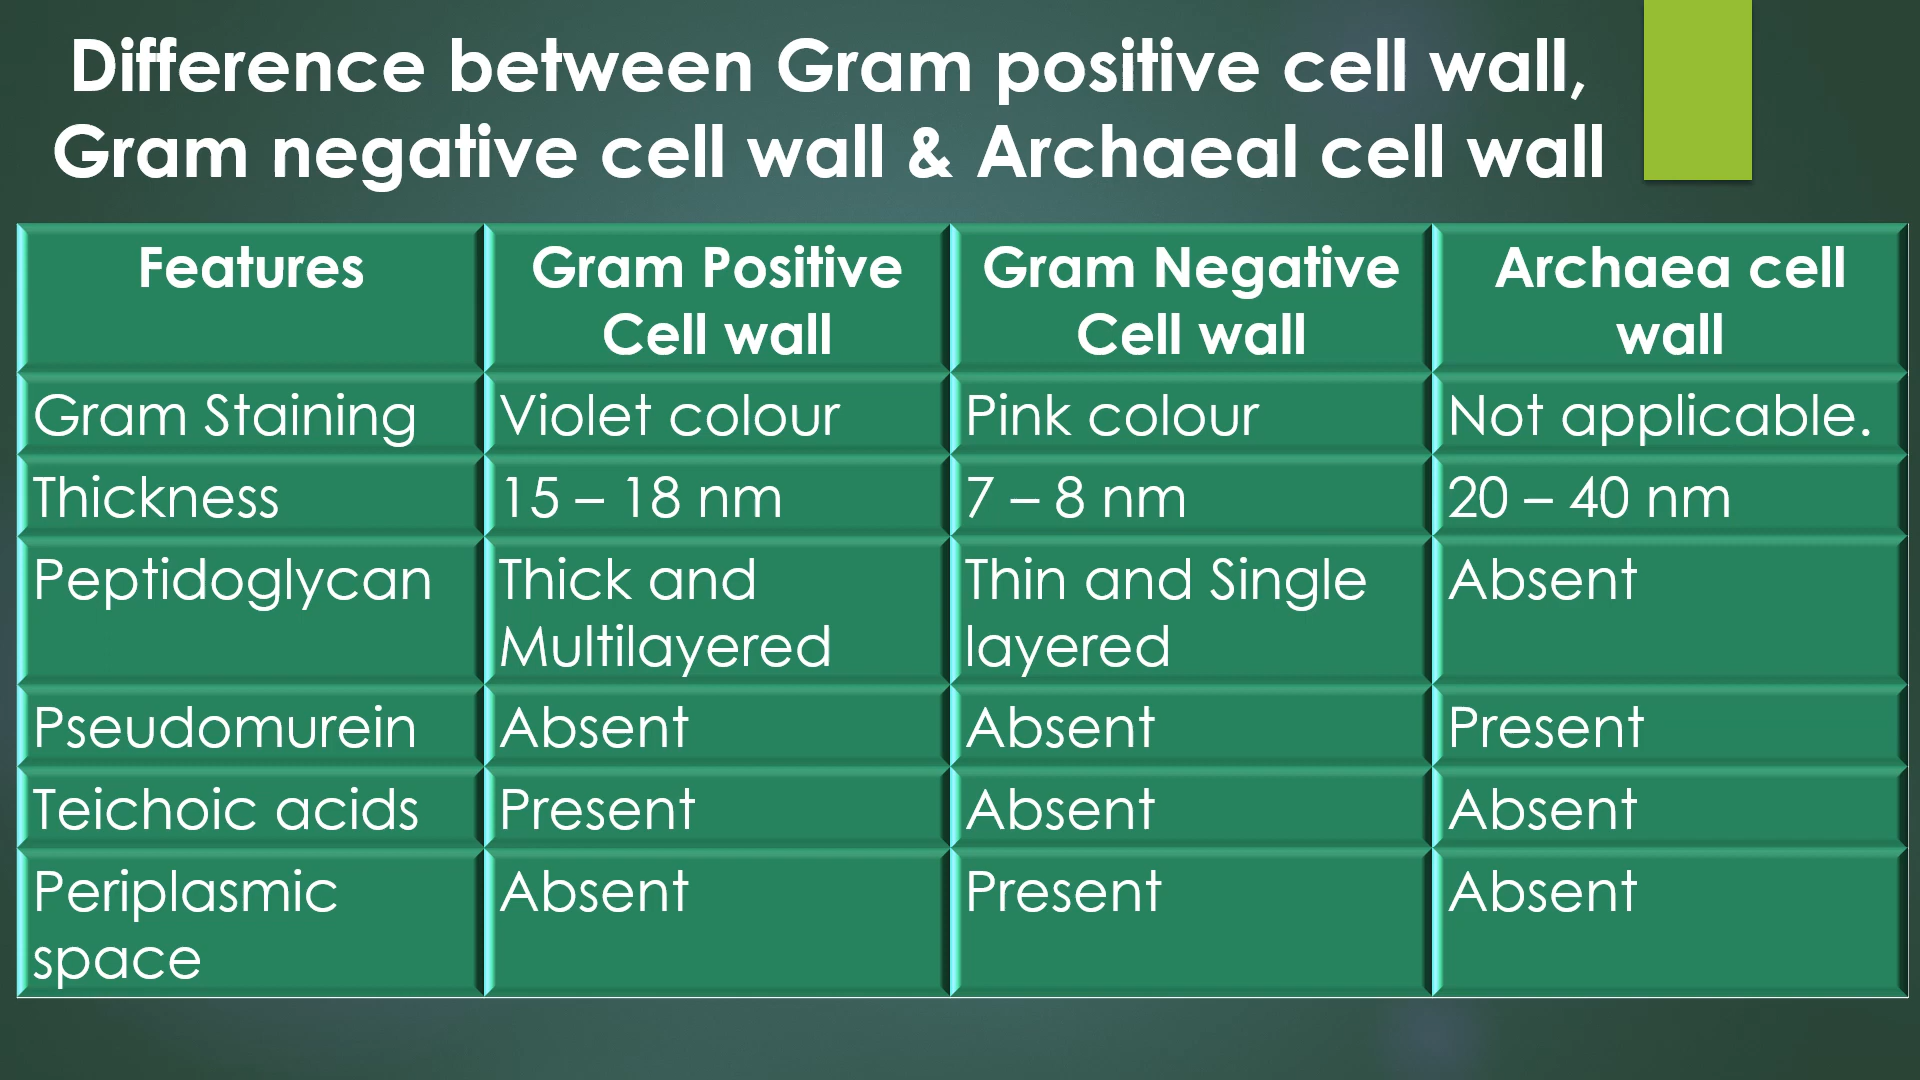 Difference between Gram positive cell wall,
Gram negative cell wall & Archaeal cell wall
Features
Gram Positive
Cell wall
Gram Negative
Cell wall
Archaea cell
wall
Gram Staining
Violet colour
Pink colour
Not applicable.
Thickness
15 – 18 nm
7 – 8 nm
20 – 40 nm
Peptidoglycan
Thick and
Multilayered
Thin and Single
layered
Absent
Pseudomurein
Absent
Absent
Present
Teichoic acids
Present
Absent
Absent
Periplasmic
space
Absent
Present
Absent